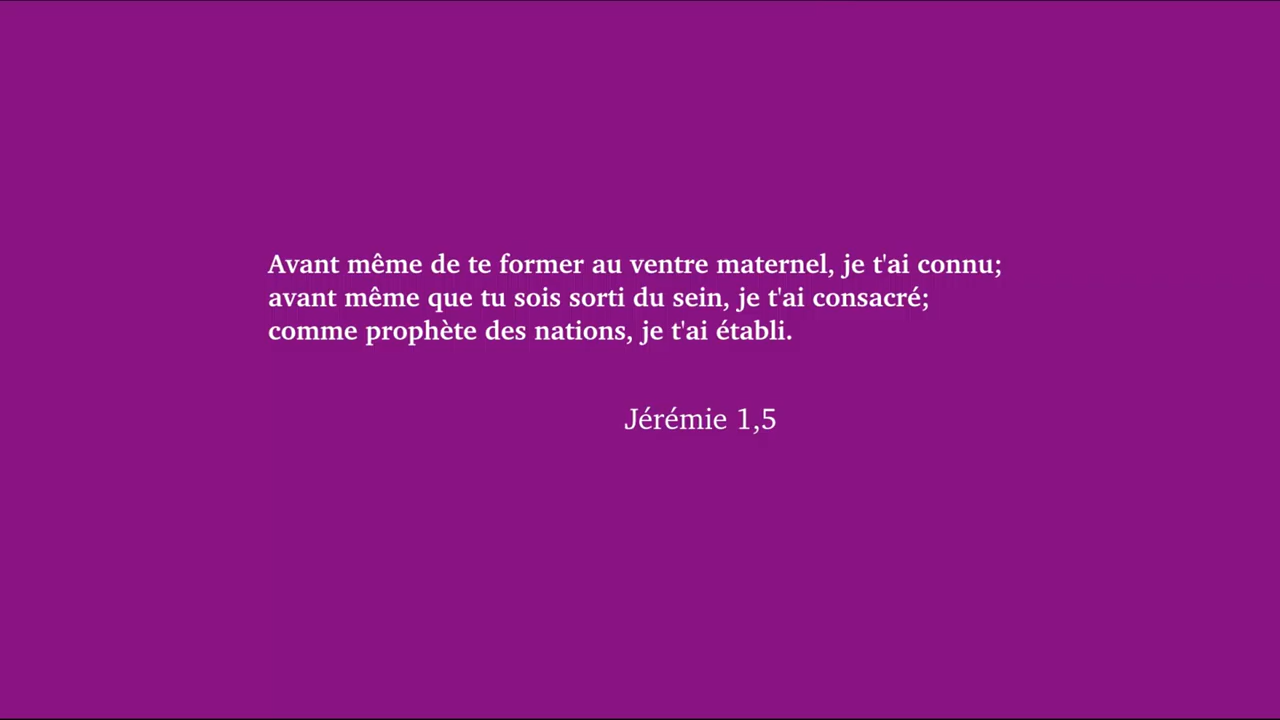 Avant même de te former au ventre maternel, je t'ai connu;
avant même que tu sois sorti du sein, je t'ai consacré;
comme prophète des nations, je t'ai établi.
Jérémie 1,5